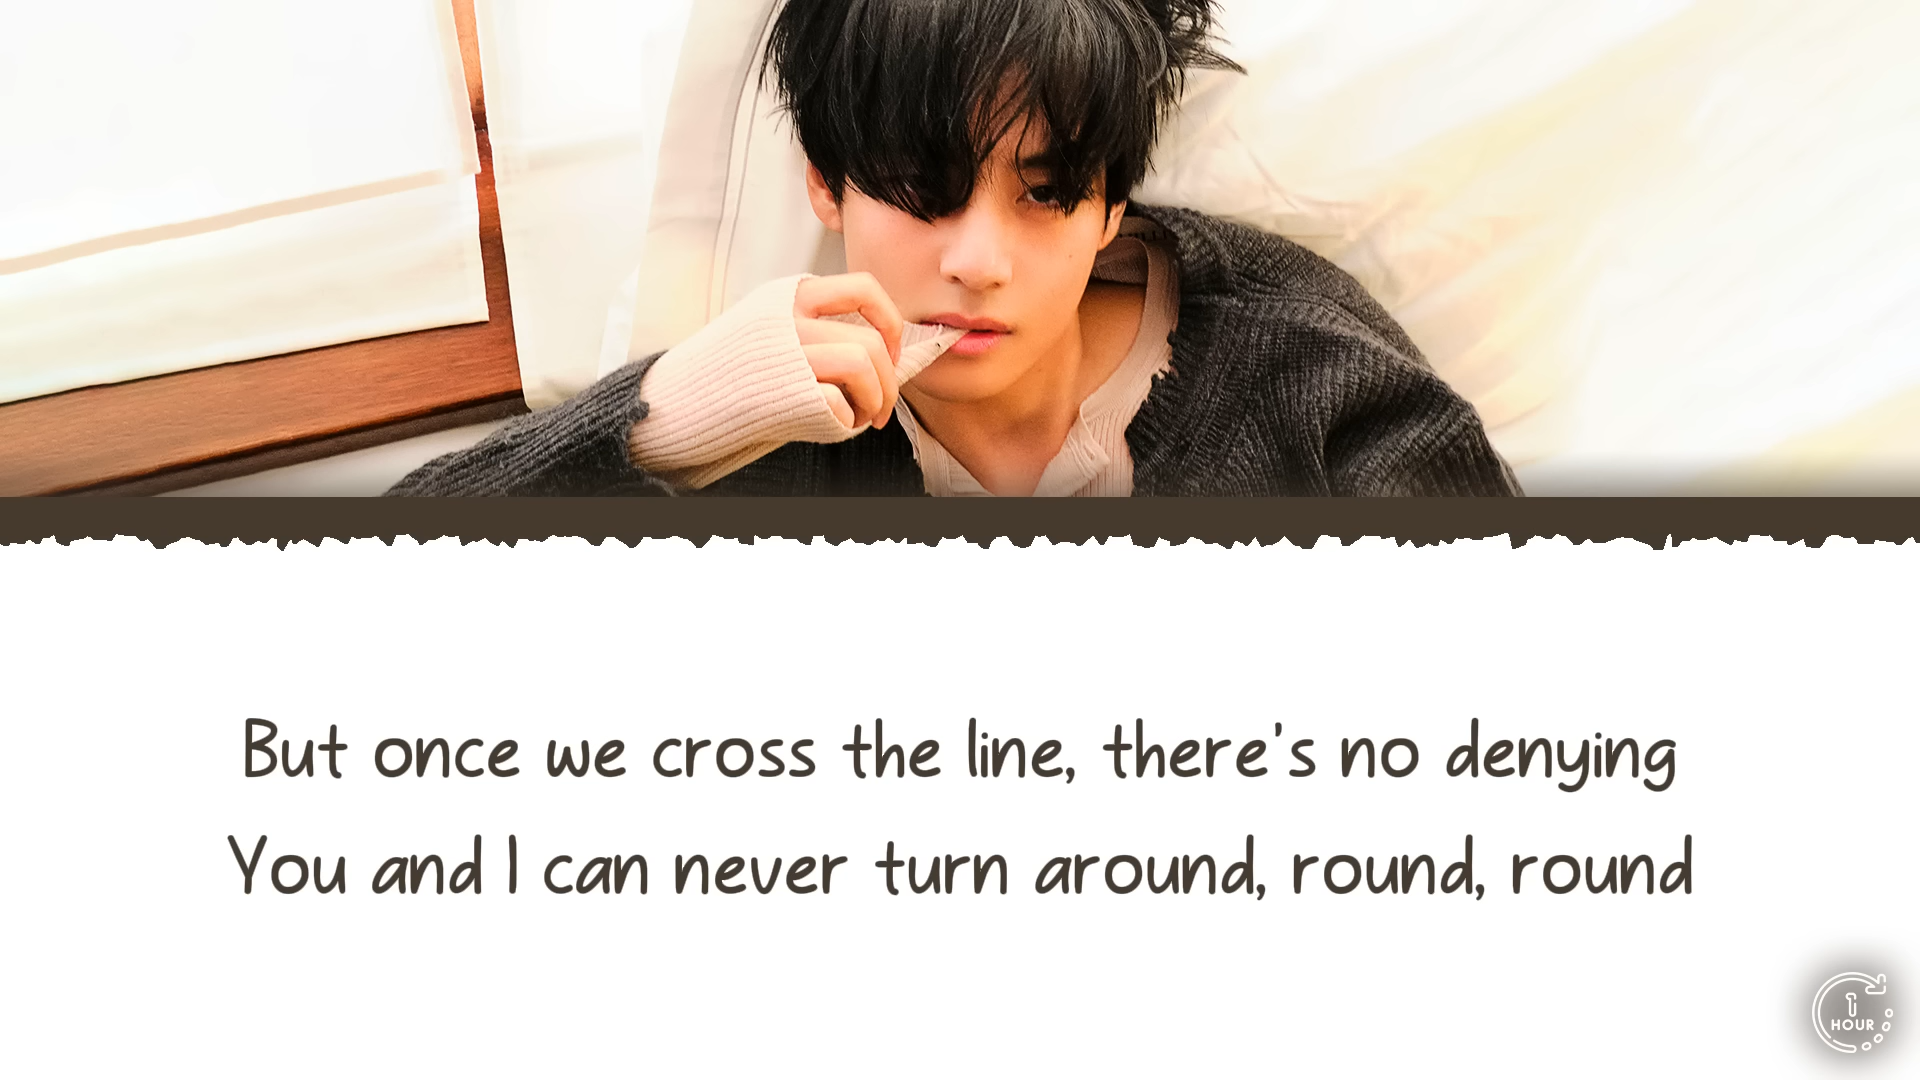 But once we cross the line, there's no denying
You and I can never turn around, round, round
1
HOUR